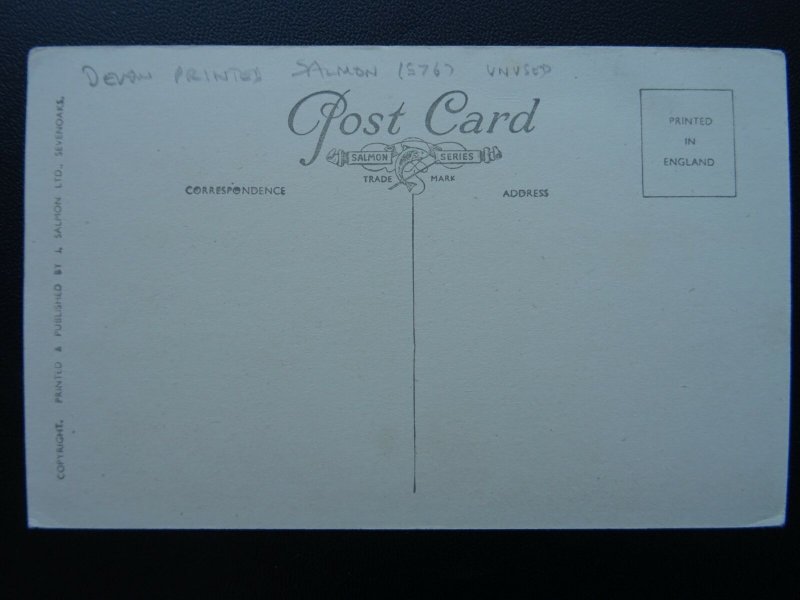 DEVON PRINTED SALMON (5767 UNUSED
Post Card
SALMON SERIES
TRADE MARK
CORRESPONDENCE
ADDRESS
PRINTED
IN
ENGLAND
COPYRIGHT. PRINTED & PUBLISHED BY J. SALMON LTD., SEVENOAKS.